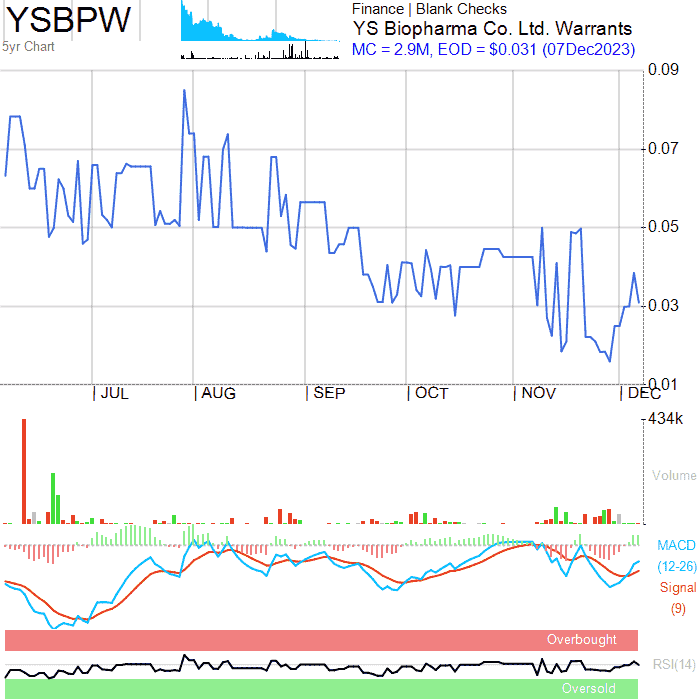 YSBPW
5yr Chart
Finance | Blank Checks
YS Biopharma Co. Ltd. Warrants
MC = 2.9M, EOD = $0.031 (07Dec2023)
0.09
0.07
0.05
0.03
0.01
JUL AUG SEP OCT NOV DEC
434k
Volume
MACD
(12-26)
Signal
(9)
Overbought
RSI(14)
Oversold